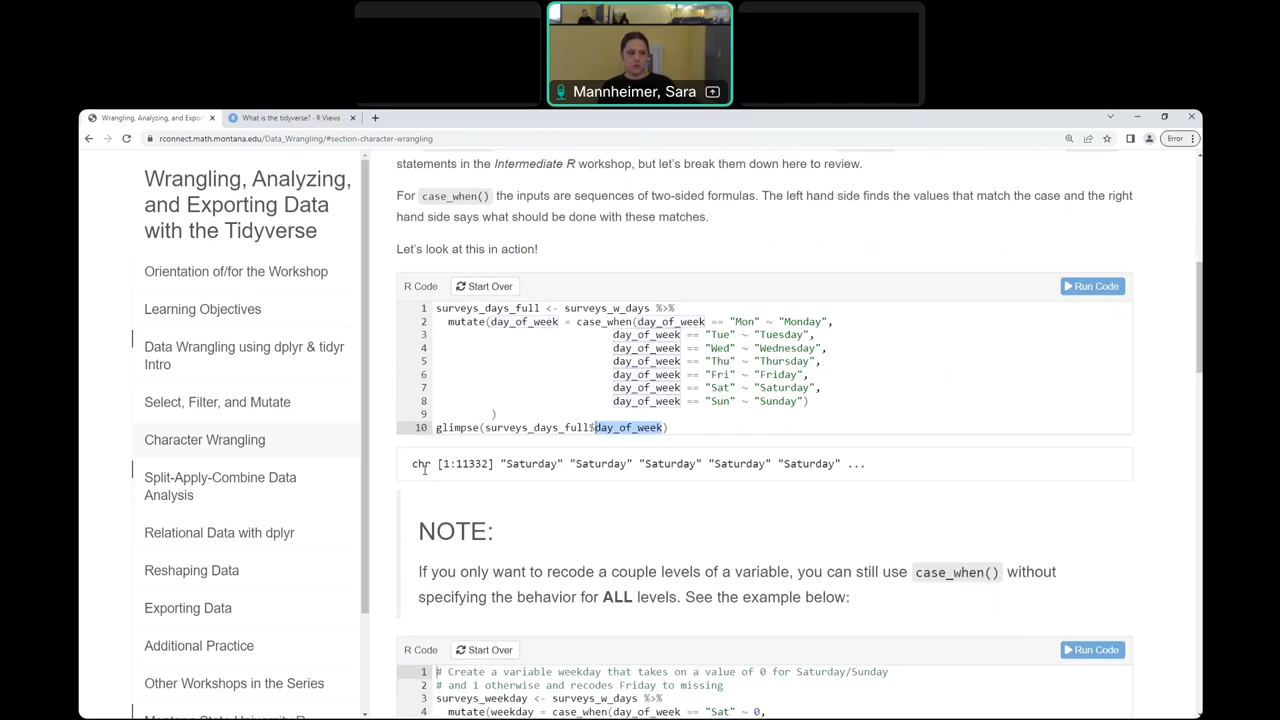 Mannheimer, Sara
Wrangling, Analyzing, and Expor
What is the tidyverse? · R Views
rconnect.math.montana.edu/Data_Wrangling/#section-character-wrangling
Error
Wrangling, Analyzing,
and Exporting Data
with the Tidyverse
Orientation of/for the Workshop
Learning Objectives
Data Wrangling using dplyr & tidyr
Intro
Select, Filter, and Mutate
Character Wrangling
Split-Apply-Combine Data
Analysis
Relational Data with dplyr
Reshaping Data
Exporting Data
Additional Practice
Other Workshops in the Series
Montana State University R
statements in the Intermediate R workshop, but let's break them down here to review.
For case_when() the inputs are sequences of two-sided formulas. The left hand side finds the values that match the case and the right
hand side says what should be done with these matches.
Let's look at this in action!
R Code Start Over Run Code
1 surveys_days_full <- surveys_w_days %>%
2 mutate(day_of_week = case_when(day_of_week == "Mon" ~ "Monday",
3 day_of_week == "Tue" ~ "Tuesday",
4 day_of_week == "Wed" ~ "Wednesday",
5 day_of_week == "Thu" ~ "Thursday",
6 day_of_week == "Fri" ~ "Friday",
7 day_of_week == "Sat" ~ "Saturday",
8 day_of_week == "Sun" ~ "Sunday")
9 )
10 glimpse(surveys_days_full$day_of_week)
chr [1:11332] "Saturday" "Saturday" "Saturday" "Saturday" "Saturday" ...
NOTE:
If you only want to recode a couple levels of a variable, you can still use case_when() without
specifying the behavior for ALL levels. See the example below:
R Code Start Over Run Code
1 # Create a variable weekday that takes on a value of 0 for Saturday/Sunday
2 # and 1 otherwise and recodes Friday to missing
3 surveys_weekday <- surveys_w_days %>%
4 mutate(weekday = case_when(day_of_week == "Sat" ~ 0,